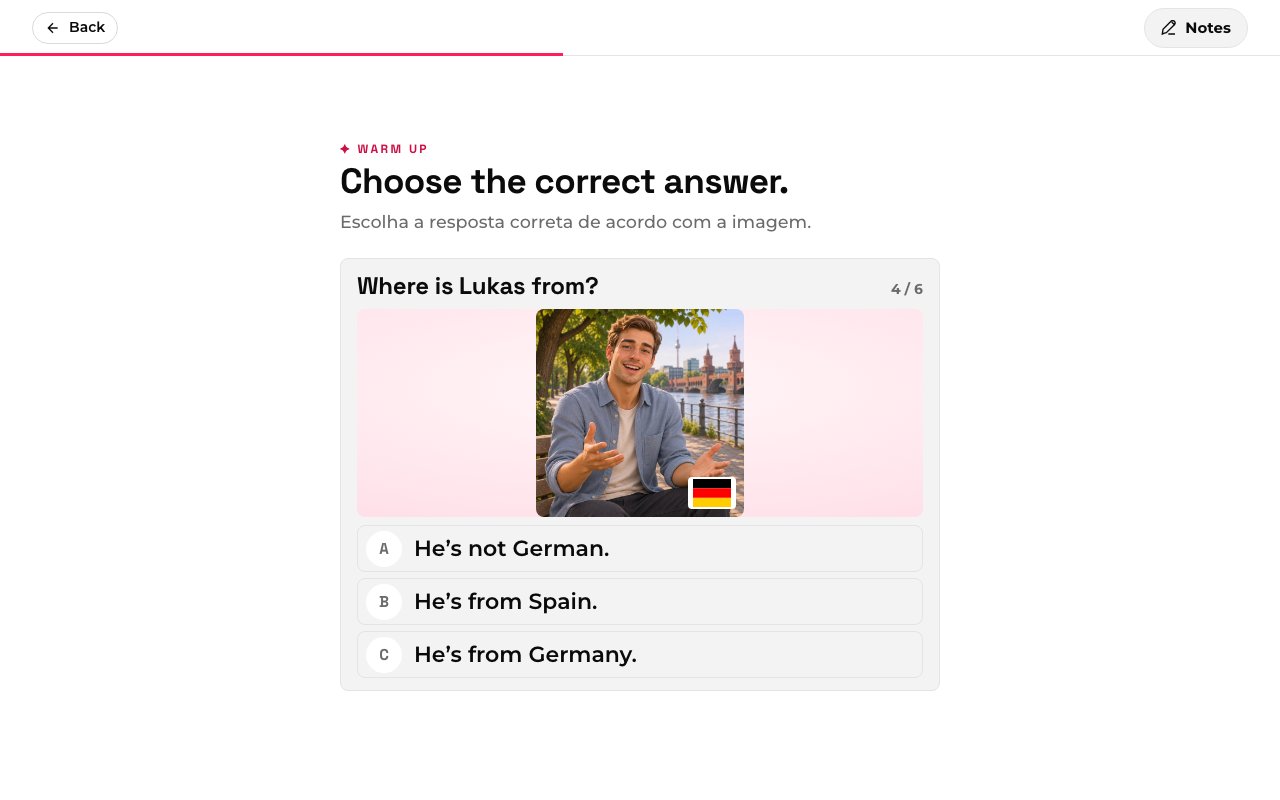 Back
Notes
WARM UP
Choose the correct answer.
Escolha a resposta correta de acordo com a imagem.
Where is Lukas from?
4 / 6
A He’s not German.
B He’s from Spain.
C He’s from Germany.